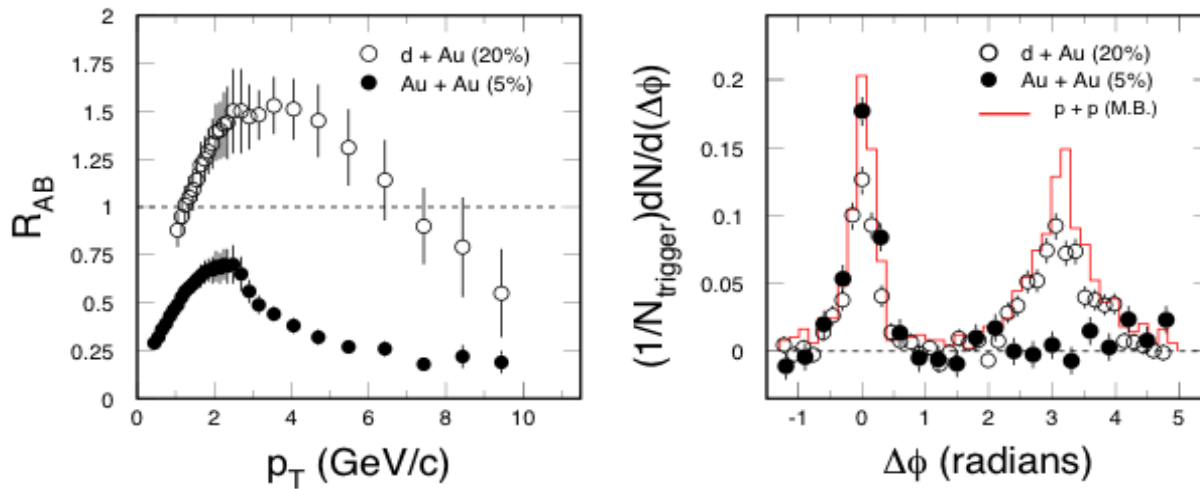 R_AB
1.75
1.5
1.25
1
0.75
0.5
0.25
0
d + Au (20%)
Au + Au (5%)
0 2 4 6 8 10
p_T (GeV/c)
(1/N_trigger)dN/d(Δϕ)
0.2
0.15
0.1
0.05
0
d + Au (20%)
Au + Au (5%)
p + p (M.B.)
-1 0 1 2 3 4 5
Δϕ (radians)